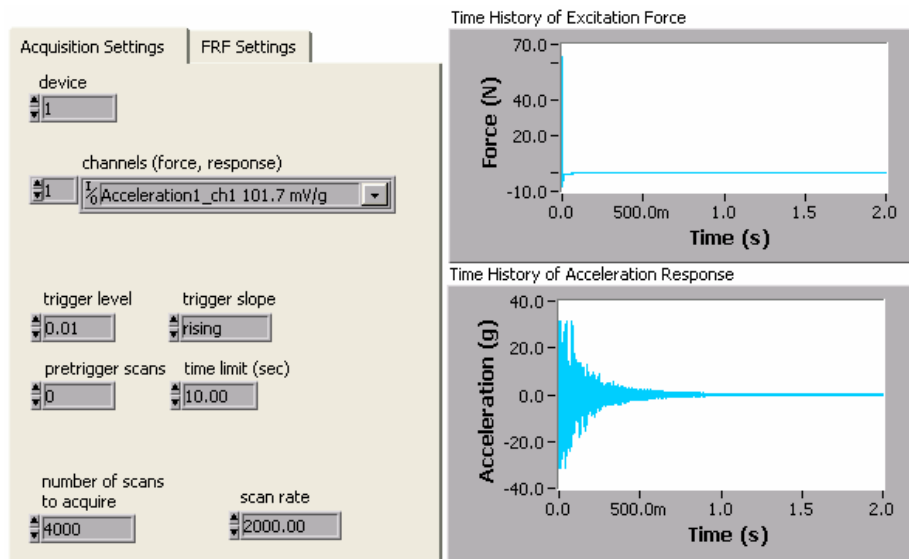 Acquisition Settings
FRF Settings
device
1
channels (force, response)
1
I/O Acceleration1_ch1 101.7 mV/g
trigger level
trigger slope
0.01
rising
pretrigger scans
time limit (sec)
0
10.00
number of scans
to acquire
scan rate
4000
2000.00
Time History of Excitation Force
Force (N)
70.0
40.0
20.0
-10.0
0.0 500.0m 1.0 1.5 2.0
Time (s)
Time History of Acceleration Response
Acceleration (g)
40.0
20.0
0.0
-20.0
-40.0
0.0 500.0m 1.0 1.5 2.0
Time (s)